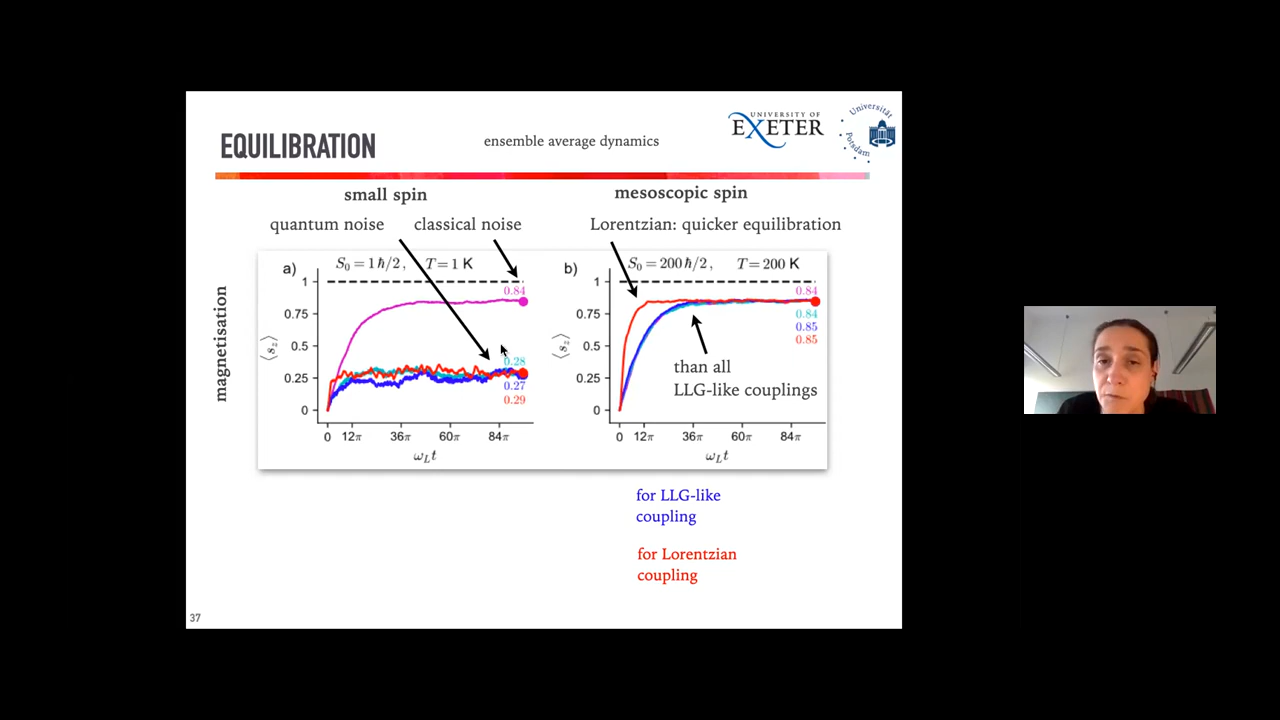 EQUILIBRATION
ensemble average dynamics
UNIVERSITY OF
EXETER
Universität
Potsdam
small spin
mesoscopic spin
quantum noise
classical noise
Lorentzian: quicker equilibration
a)
S₀ = 1ħ/2, T = 1 K
b)
S₀ = 200ħ/2, T = 200 K
magnetisation
⟨s_z⟩
1
0.75
0.5
0.25
0
0.84
0.28
0.27
0.29
0 12π 36π 60π 84π
ω_L t
⟨s_z⟩
1
0.75
0.5
0.25
0
0.84
0.84
0.85
0.85
than all
LLG-like couplings
0 12π 36π 60π 84π
ω_L t
for LLG-like
coupling
for Lorentzian
coupling
37